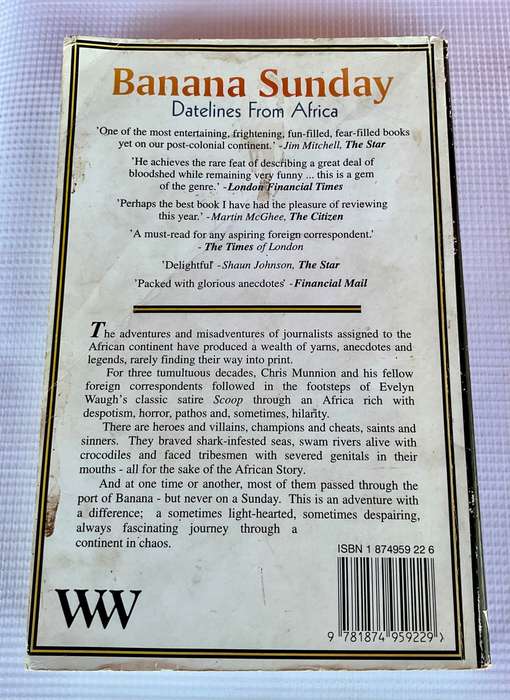 Banana Sunday
Datelines From Africa
'One of the most entertaining, frightening, fun-filled, fear-filled books
yet on our post-colonial continent.' - Jim Mitchell, The Star
'He achieves the rare feat of describing a great deal of
bloodshed while remaining very funny ... this is a gem
of the genre.' - London Financial Times
'Perhaps the best book I have had the pleasure of reviewing
this year.' - Martin McGhee, The Citizen
'A must-read for any aspiring foreign correspondent.'
- The Times of London
'Delightful' - Shaun Johnson, The Star
'Packed with glorious anecdotes' - Financial Mail
The adventures and misadventures of journalists assigned to the
African continent have produced a wealth of yarns, anecdotes and
legends, rarely finding their way into print.
For three tumultuous decades, Chris Munnion and his fellow
foreign correspondents followed in the footsteps of Evelyn
Waugh's classic satire Scoop through an Africa rich with
despotism, horror, pathos and, sometimes, hilarity.
There are heroes and villains, champions and cheats, saints and
sinners. They braved shark-infested seas, swam rivers alive with
crocodiles and faced tribesmen with severed genitals in their
mouths - all for the sake of the African Story.
And at one time or another, most of them passed through the
port of Banana - but never on a Sunday. This is an adventure with
a difference; a sometimes light-hearted, sometimes despairing,
always fascinating journey through a
continent in chaos.
ISBN 1 874959 22 6
WW
9 781874 959229